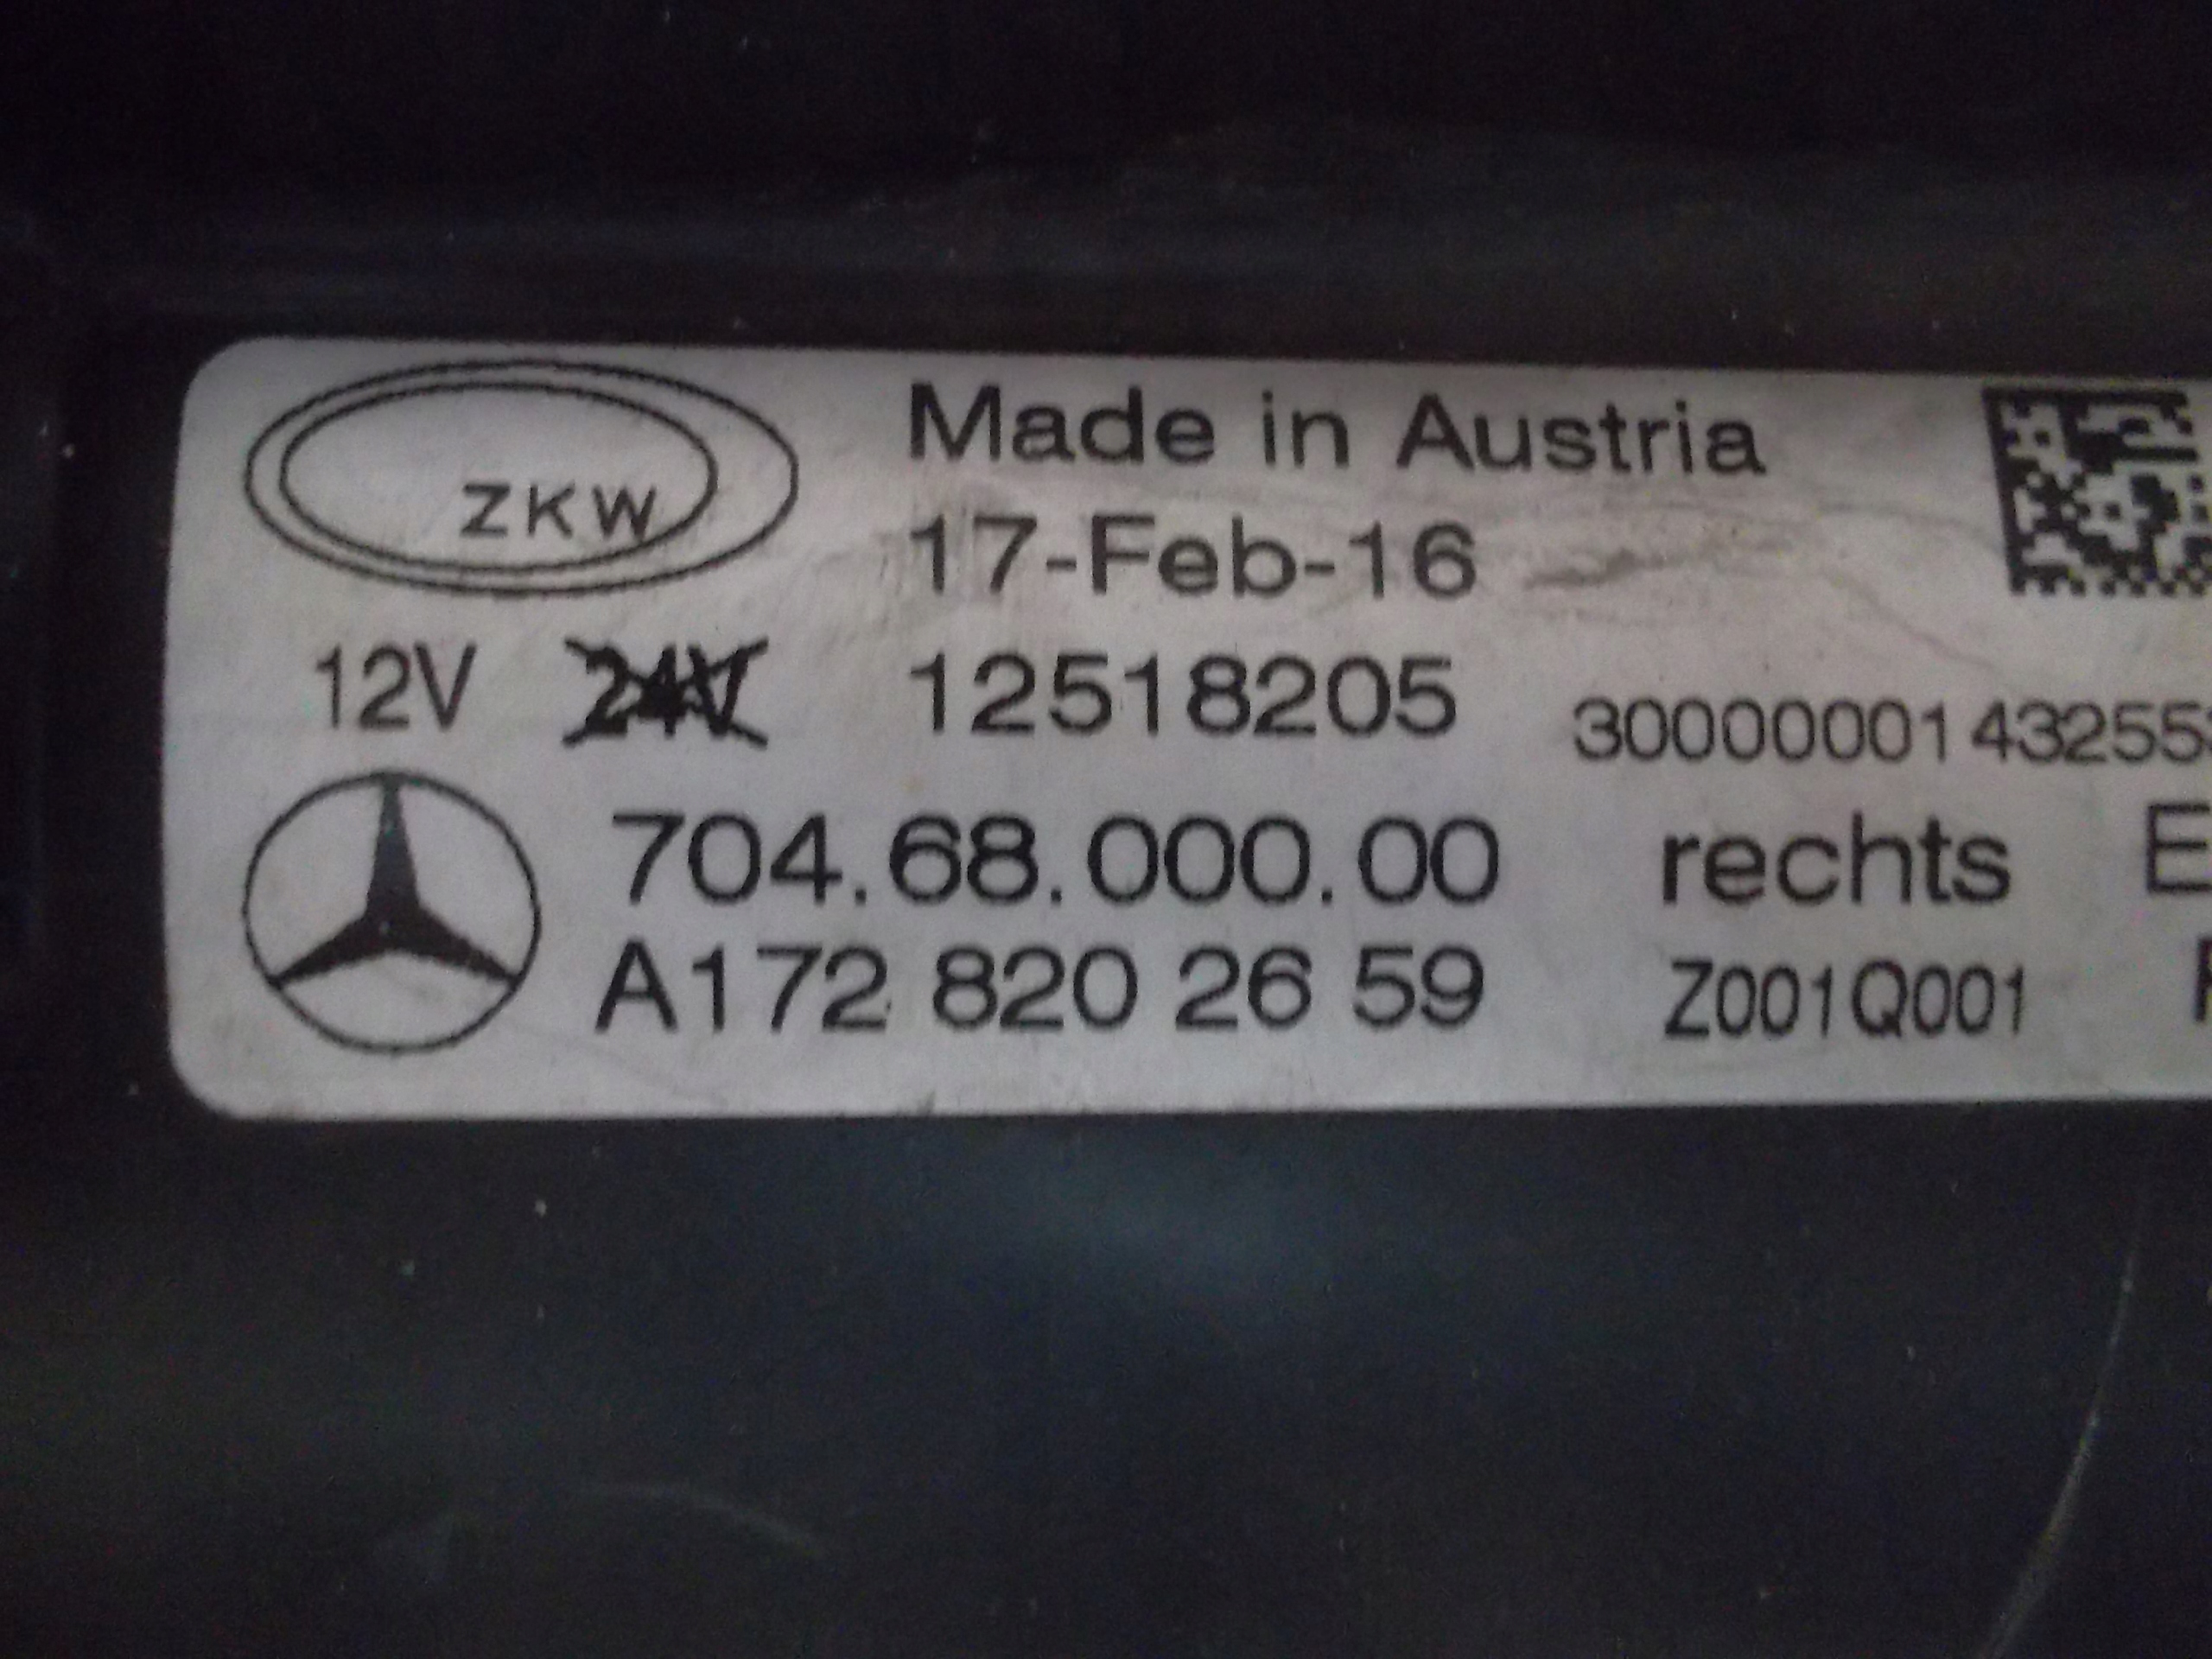 ZKW
Made in Austria
17-Feb-16
12V 24V 12518205
3000000143255
704.68.000.00 rechts E
A172 820 26 59 Z001Q001